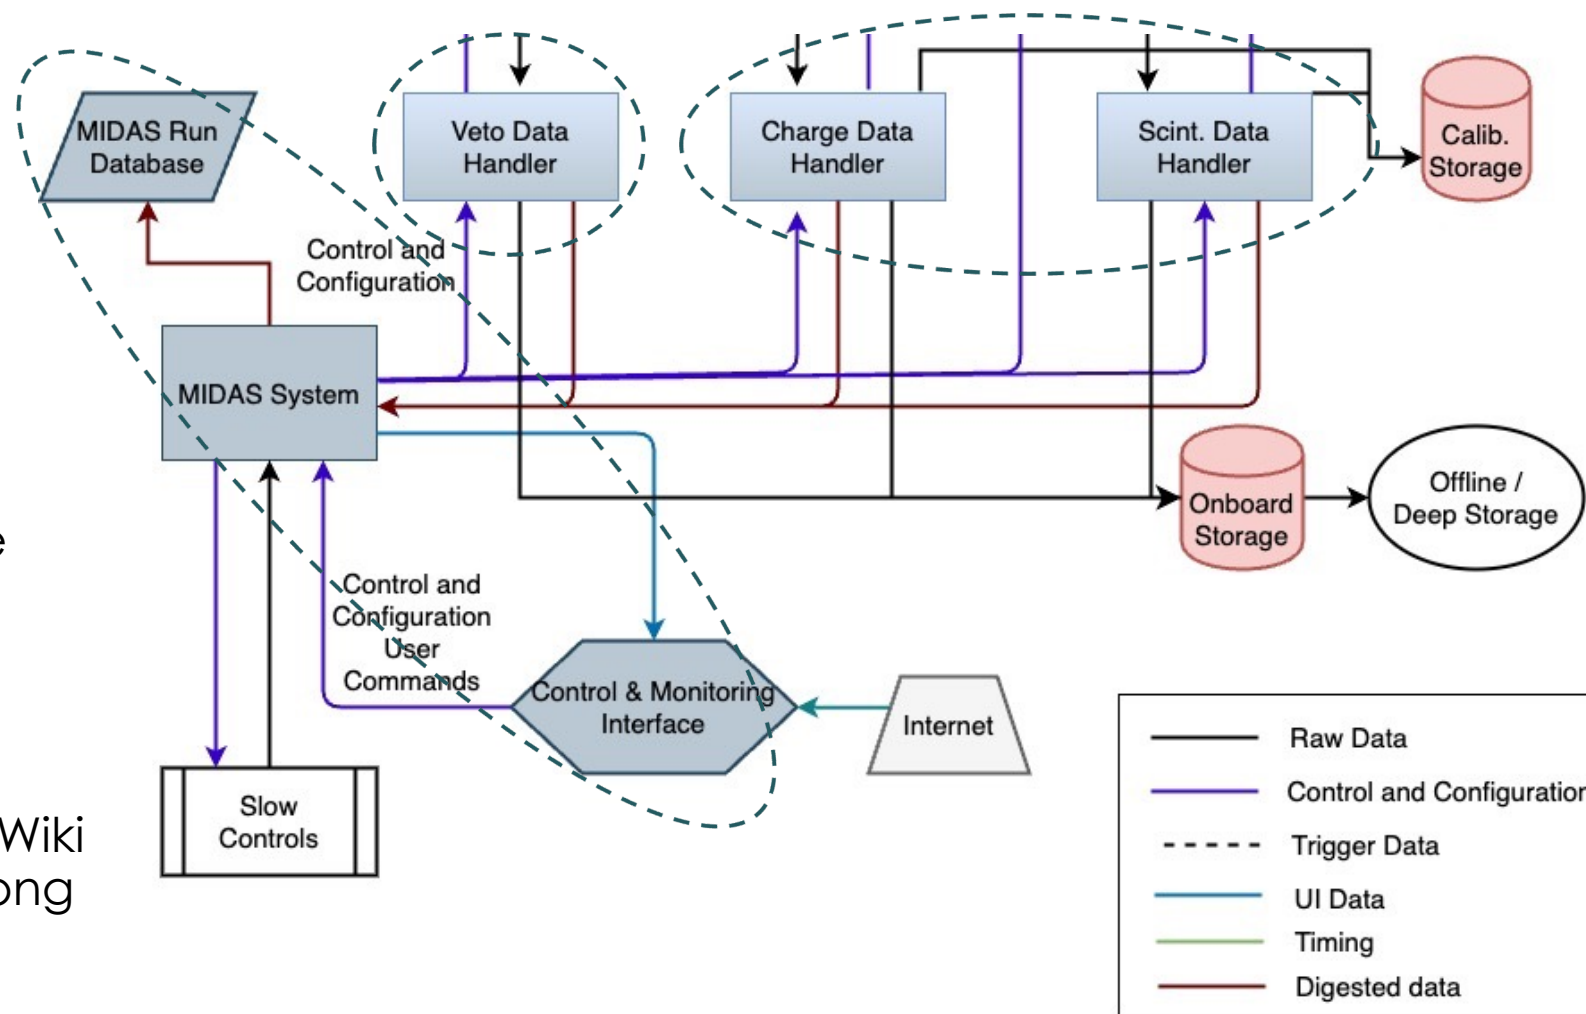 MIDAS Run
Database
Veto Data
Handler
Charge Data
Handler
Scint. Data
Handler
Calib.
Storage
Control and
Configuration
MIDAS System
Onboard
Storage
Offline /
Deep Storage
e
Control and
Configuration
User
Commands
Control & Monitoring
Interface
Internet
Slow
Controls
Wiki
ong
Raw Data
Control and Configuration
Trigger Data
UI Data
Timing
Digested data